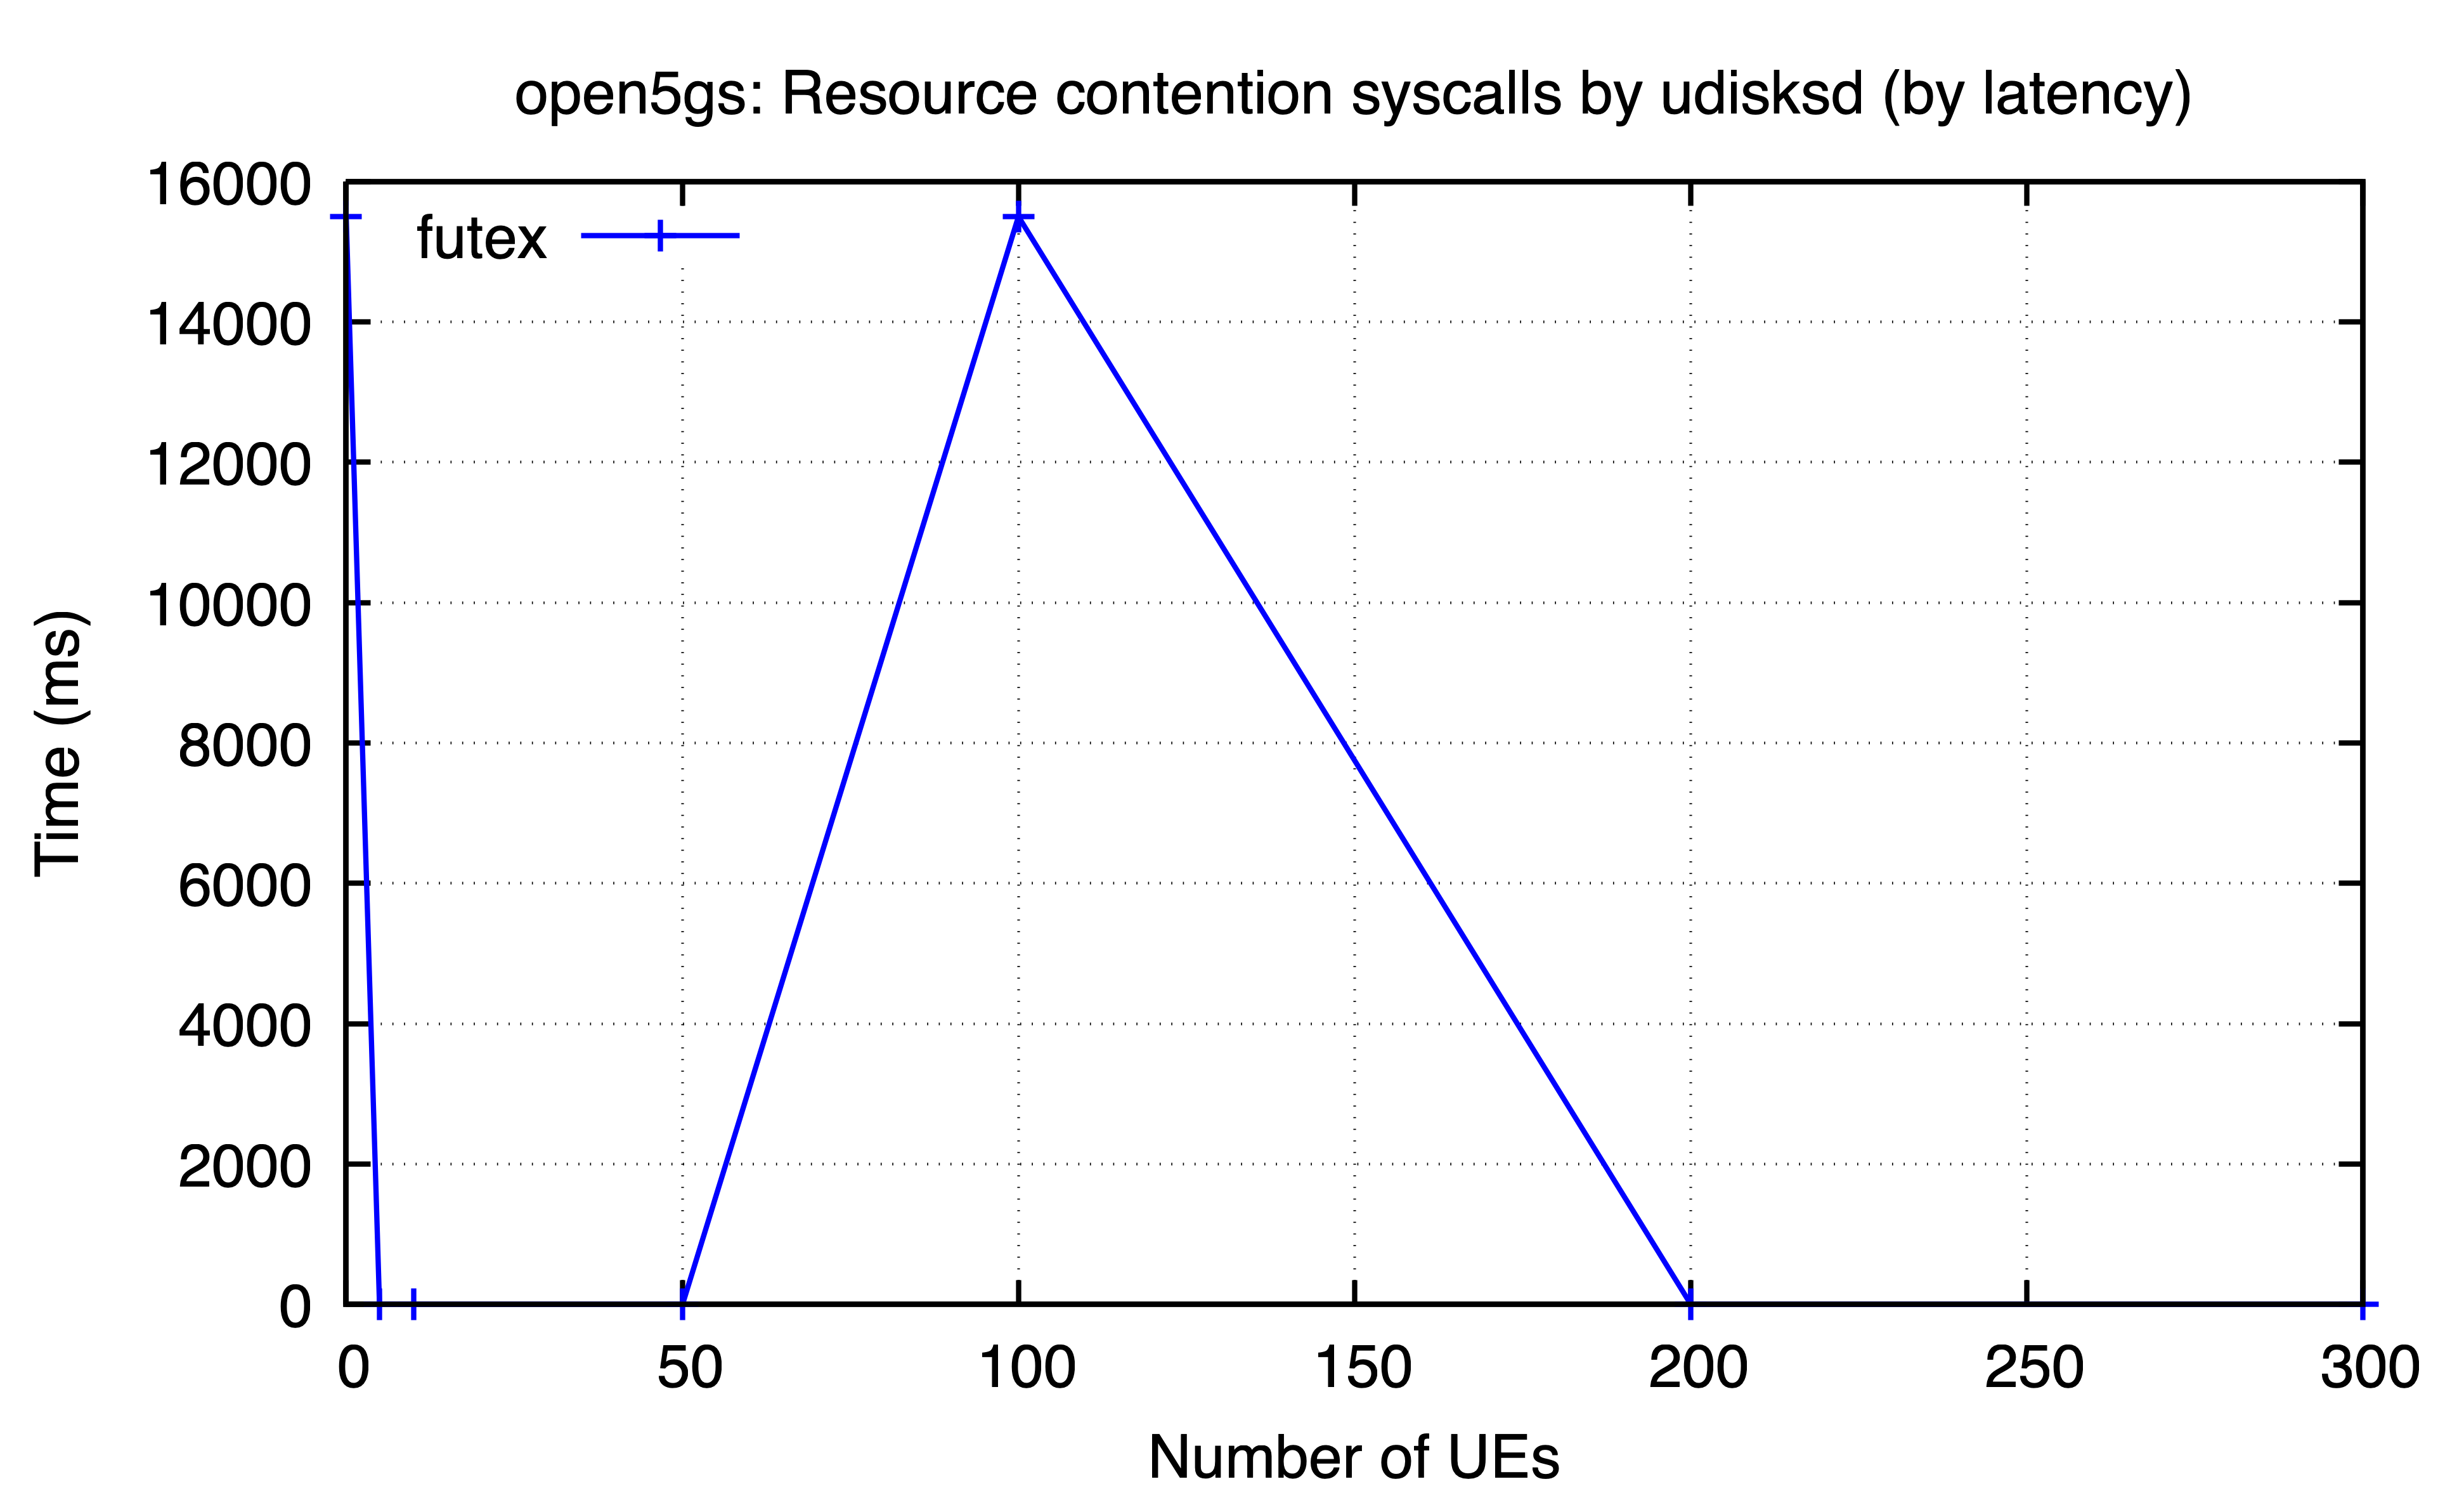 open5gs: Resource contention syscalls by udisksd (by latency)
16000
futex
14000
12000
10000
8000
6000
4000
2000
0
Time (ms)
0 50 100 150 200 250 300
Number of UEs